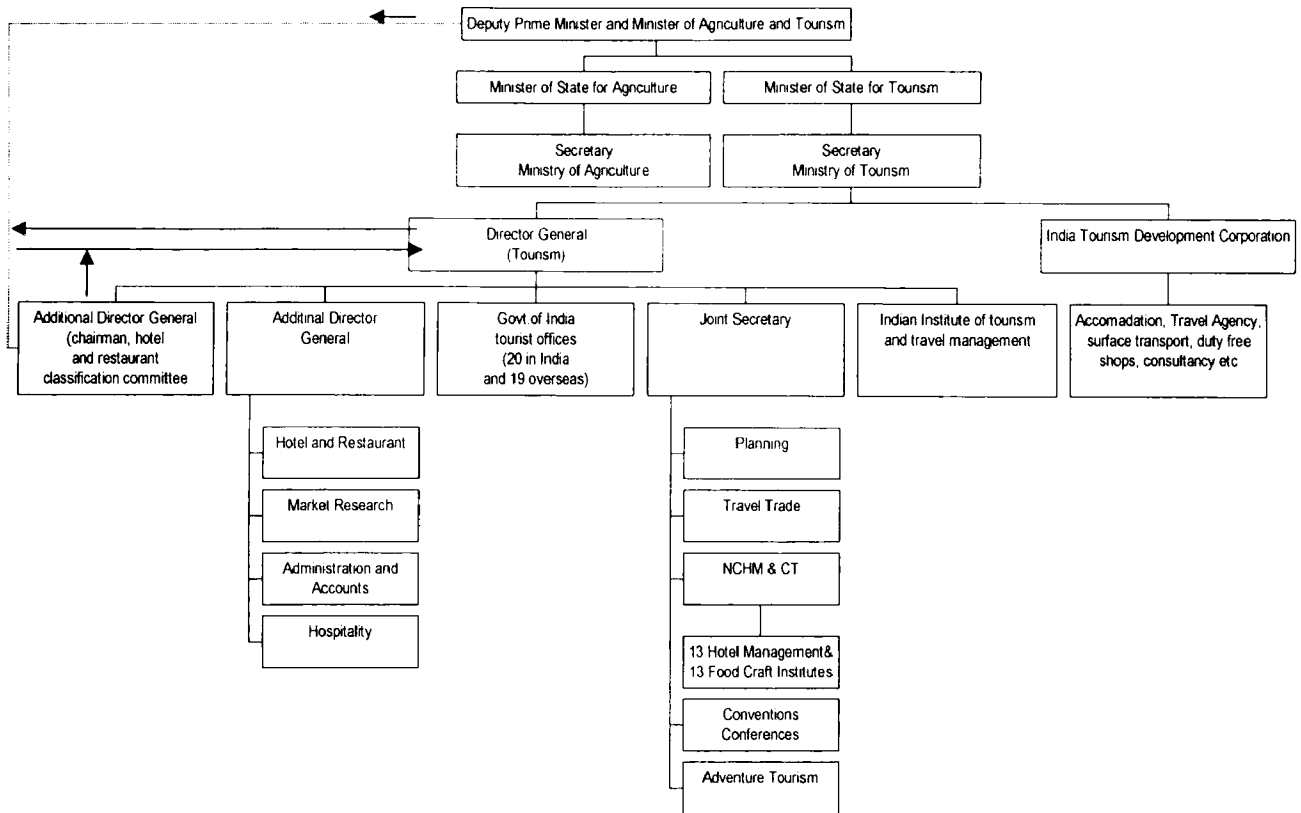 Deputy Prime Minister and Minister of Agriculture and Tourism
Minister of State for Agriculture
Minister of State for Tourism
Secretary
Ministry of Agriculture
Secretary
Ministry of Tourism
Director General
(Tourism)
India Tourism Development Corporation
Additional Director General
(chairman, hotel
and restaurant
classification committee
Additinal Director
General
Govt.of India
tourist offices
(20 in India
and 19 overseas)
Joint Secretary
Indian Institute of tourism
and travel management
Accomadation, Travel Agency,
surface transport, duty free
shops, consultancy etc
Hotel and Restaurant
Market Research
Administration and
Accounts
Hospitality
Planning
Travel Trade
NCHM & CT
13 Hotel Management&
13 Food Craft Institutes
Conventions
Conferences
Adventure Tourism